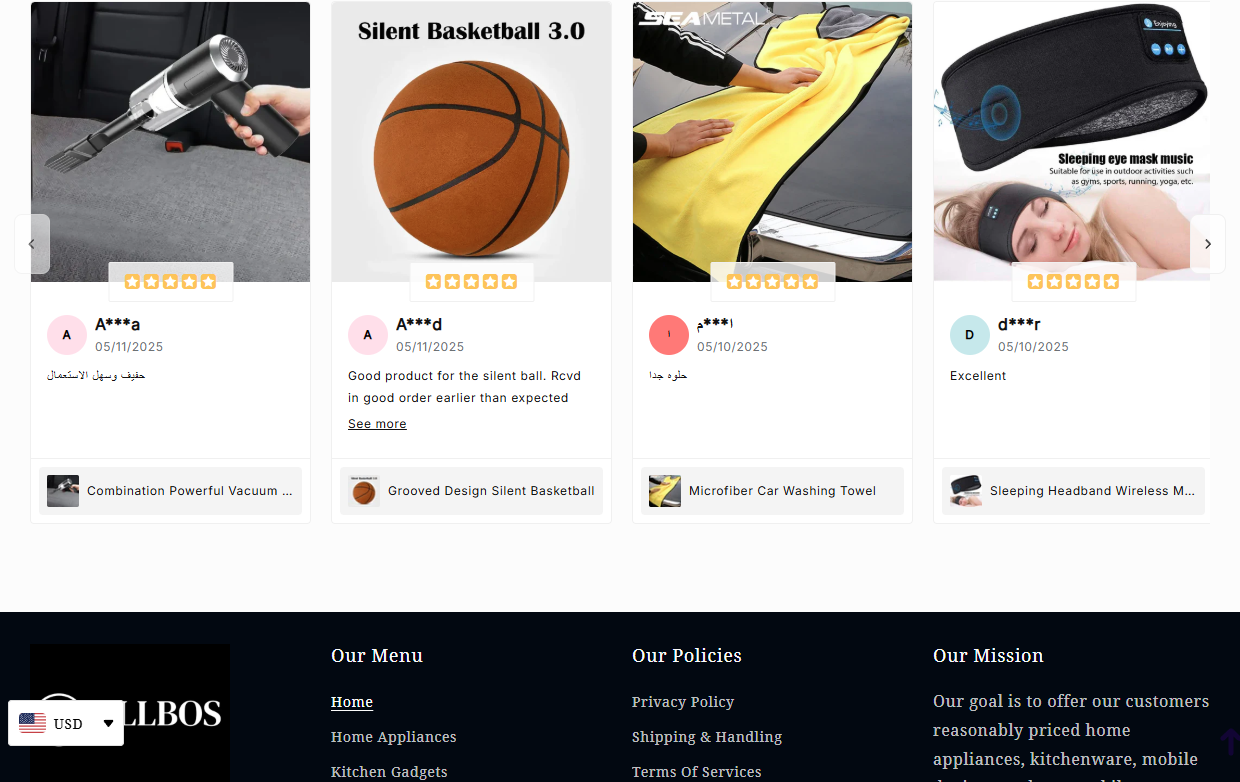 Silent Basketball 3.0
SEAMETAL
Enjoying
Sleeping eye mask music
Suitable for use in outdoor activities such
as gyms, sports, running, yoga, etc.
A
A***a
05/11/2025
خفيف وسهل الاستعمال
A
A***d
05/11/2025
Good product for the silent ball. Rcvd
in good order earlier than expected
See more
ا
ا***م
05/10/2025
حلوه جدا
D
d***r
05/10/2025
Excellent
Combination Powerful Vacuum ...
Grooved Design Silent Basketball
Microfiber Car Washing Towel
Sleeping Headband Wireless M...
LLBOS
USD
Our Menu
Home
Home Appliances
Kitchen Gadgets
Our Policies
Privacy Policy
Shipping & Handling
Terms Of Services
Our Mission
Our goal is to offer our customers
reasonably priced home
appliances, kitchenware, mobile